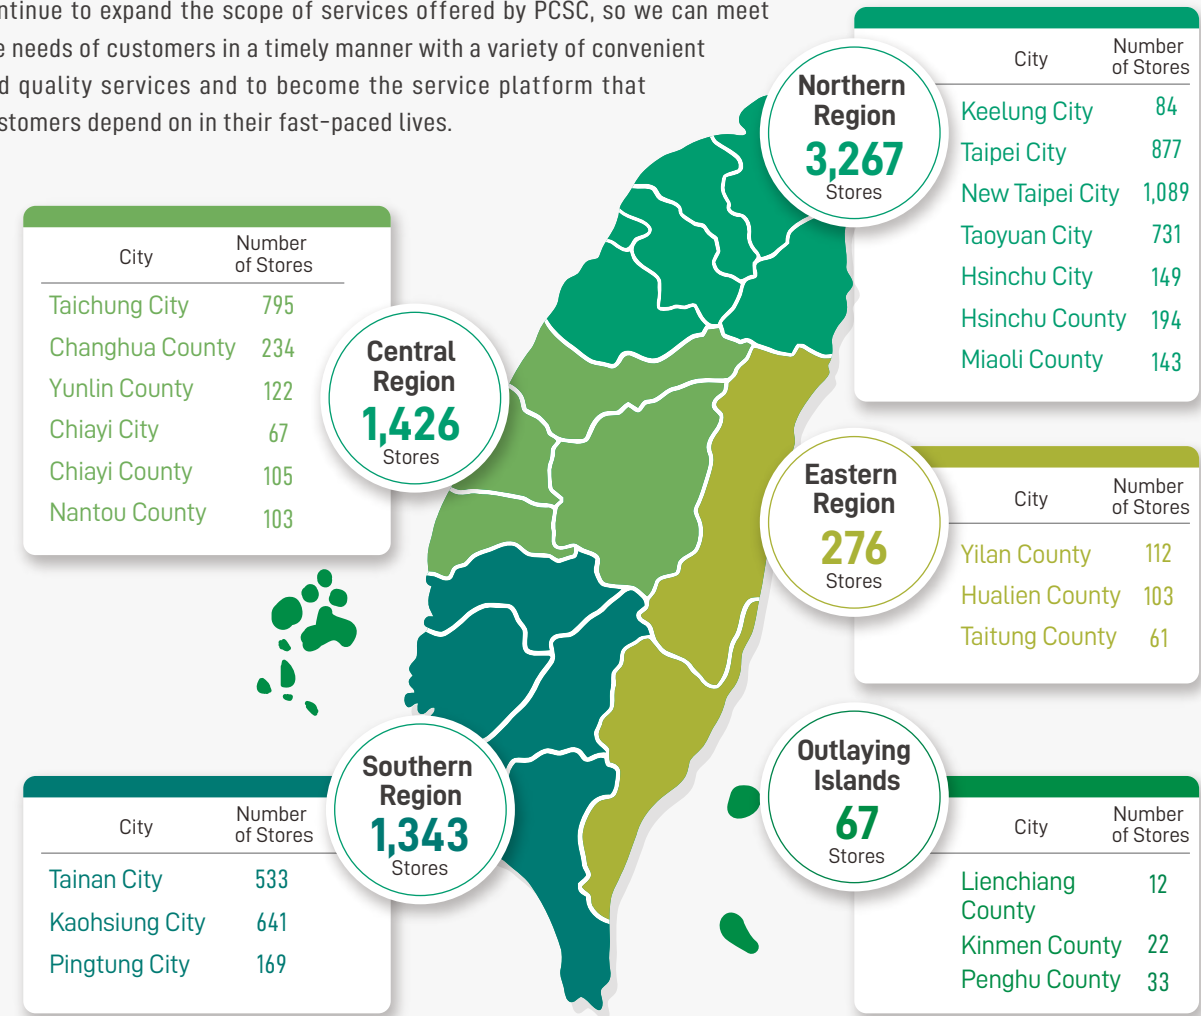 ntinue to expand the scope of services offered by PCSC, so we can meet
e needs of customers in a timely manner with a variety of convenient
d quality services and to become the service platform that
stomers depend on in their fast-paced lives.
Northern
Region
3,267
Stores
City Number
of Stores
Keelung City 84
Taipei City 877
New Taipei City 1,089
Taoyuan City 731
Hsinchu City 149
Hsinchu County 194
Miaoli County 143
City Number
of Stores
Taichung City 795
Changhua County 234
Yunlin County 122
Chiayi City 67
Chiayi County 105
Nantou County 103
Central
Region
1,426
Stores
Eastern
Region
276
Stores
City Number
of Stores
Yilan County 112
Hualien County 103
Taitung County 61
Southern
Region
1,343
Stores
City Number
of Stores
Tainan City 533
Kaohsiung City 641
Pingtung City 169
Outlaying
Islands
67
Stores
City Number
of Stores
Lienchiang 12
County
Kinmen County 22
Penghu County 33